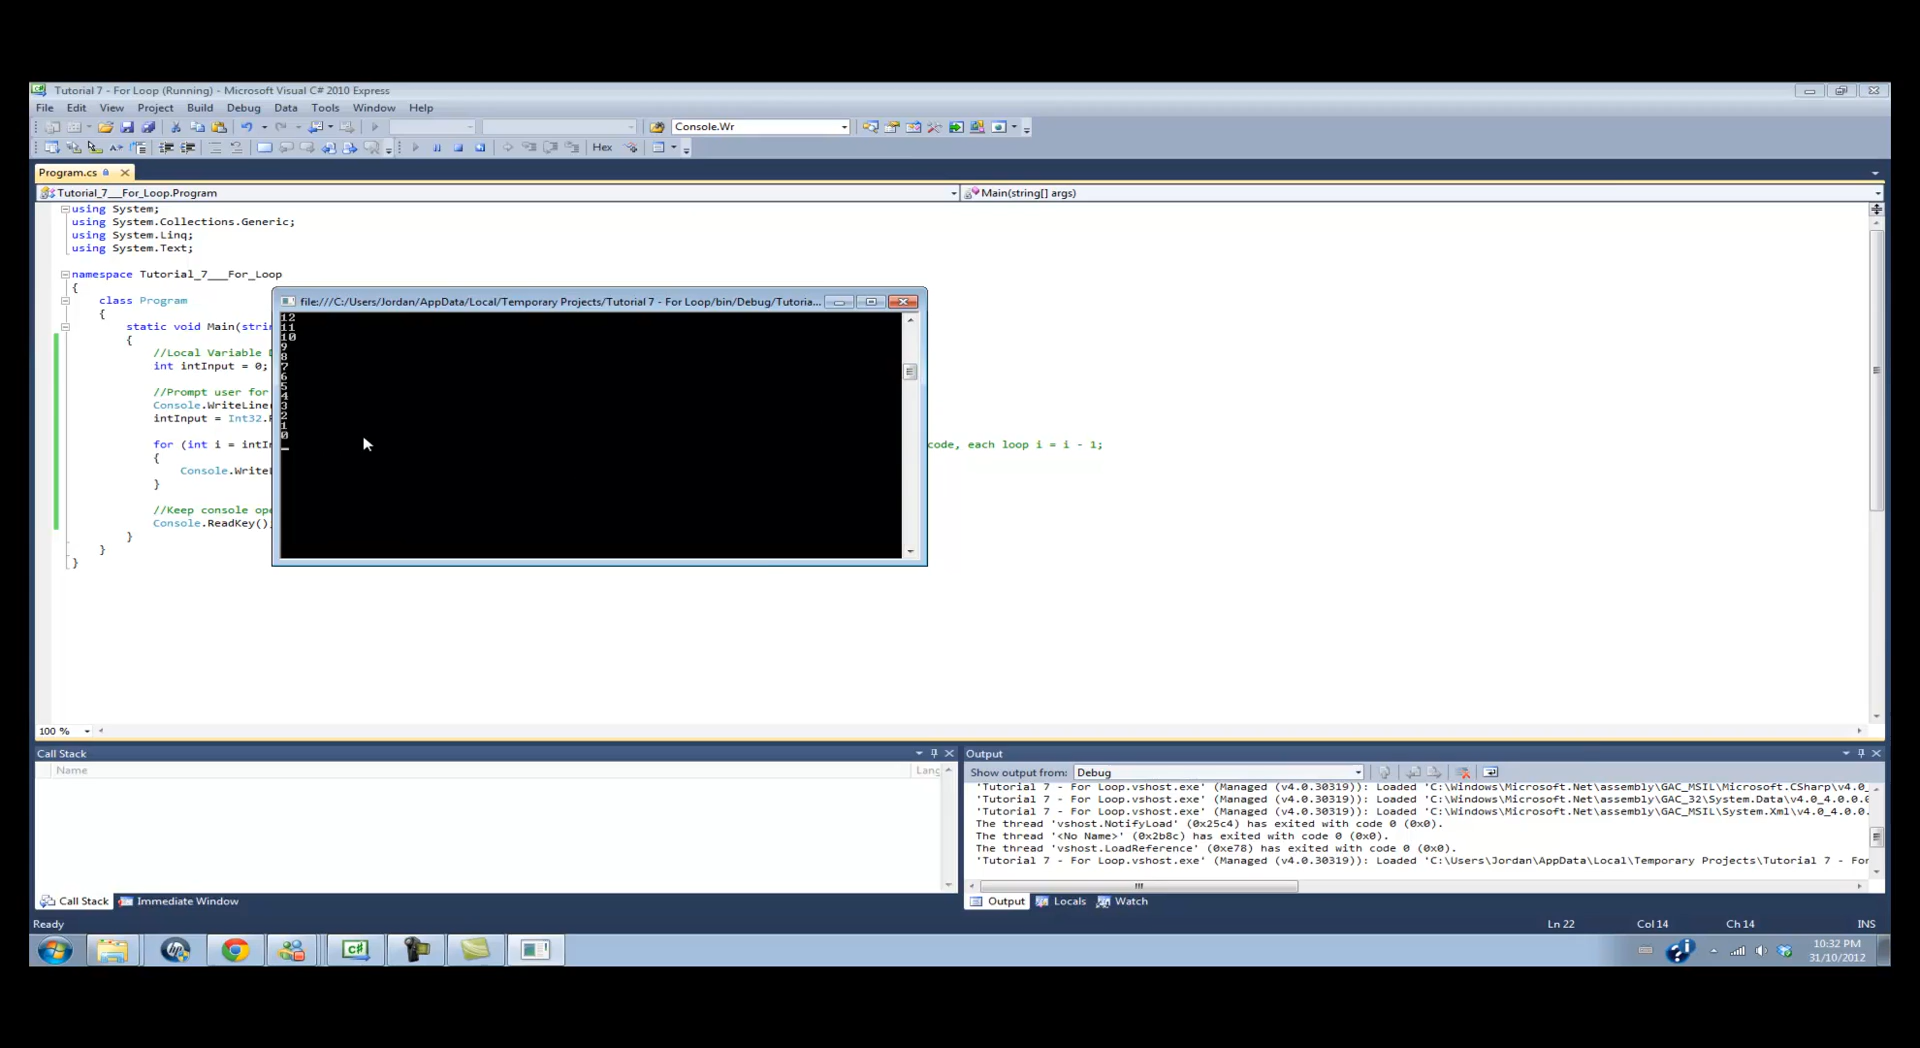 Tutorial 7 - For Loop (Running) - Microsoft Visual C# 2010 Express
File Edit View Project Build Debug Data Tools Window Help
Console.Wr
Hex
Program.cs
Tutorial_7___For_Loop.Program
Main(string[] args)
using System;
using System.Collections.Generic;
using System.Linq;
using System.Text;
namespace Tutorial_7___For_Loop
{
class Program
{
static void Main(strin
{
//Local Variable D
int intInput = 0;
//Prompt user for
Console.WriteLine(
intInput = Int32.P
for (int i = intIn
code, each loop i = i - 1;
{
Console.WriteL
}
//Keep console ope
Console.ReadKey();
}
}
}
file:///C:/Users/Jordan/AppData/Local/Temporary Projects/Tutorial 7 - For Loop/bin/Debug/Tutoria...
12
11
10
9
8
7
6
5
4
3
2
1
0
100 %
Call Stack
Name
Lang
Output
Show output from: Debug
'Tutorial 7 - For Loop.vshost.exe' (Managed (v4.0.30319)): Loaded 'C:\Windows\Microsoft.Net\assembly\GAC_MSIL\Microsoft.CSharp\v4.0_
'Tutorial 7 - For Loop.vshost.exe' (Managed (v4.0.30319)): Loaded 'C:\Windows\Microsoft.Net\assembly\GAC_32\System.Data\v4.0_4.0.0.0
'Tutorial 7 - For Loop.vshost.exe' (Managed (v4.0.30319)): Loaded 'C:\Windows\Microsoft.Net\assembly\GAC_MSIL\System.Xml\v4.0_4.0.0.
The thread 'vshost.NotifyLoad' (0x25c4) has exited with code 0 (0x0).
The thread '<No Name>' (0x2b8c) has exited with code 0 (0x0).
The thread 'vshost.LoadReference' (0xe78) has exited with code 0 (0x0).
'Tutorial 7 - For Loop.vshost.exe' (Managed (v4.0.30319)): Loaded 'C:\Users\Jordan\AppData\Local\Temporary Projects\Tutorial 7 - For
Call Stack Immediate Window
Output Locals Watch
Ready
Ln 22 Col 14 Ch 14 INS
10:32 PM
31/10/2012